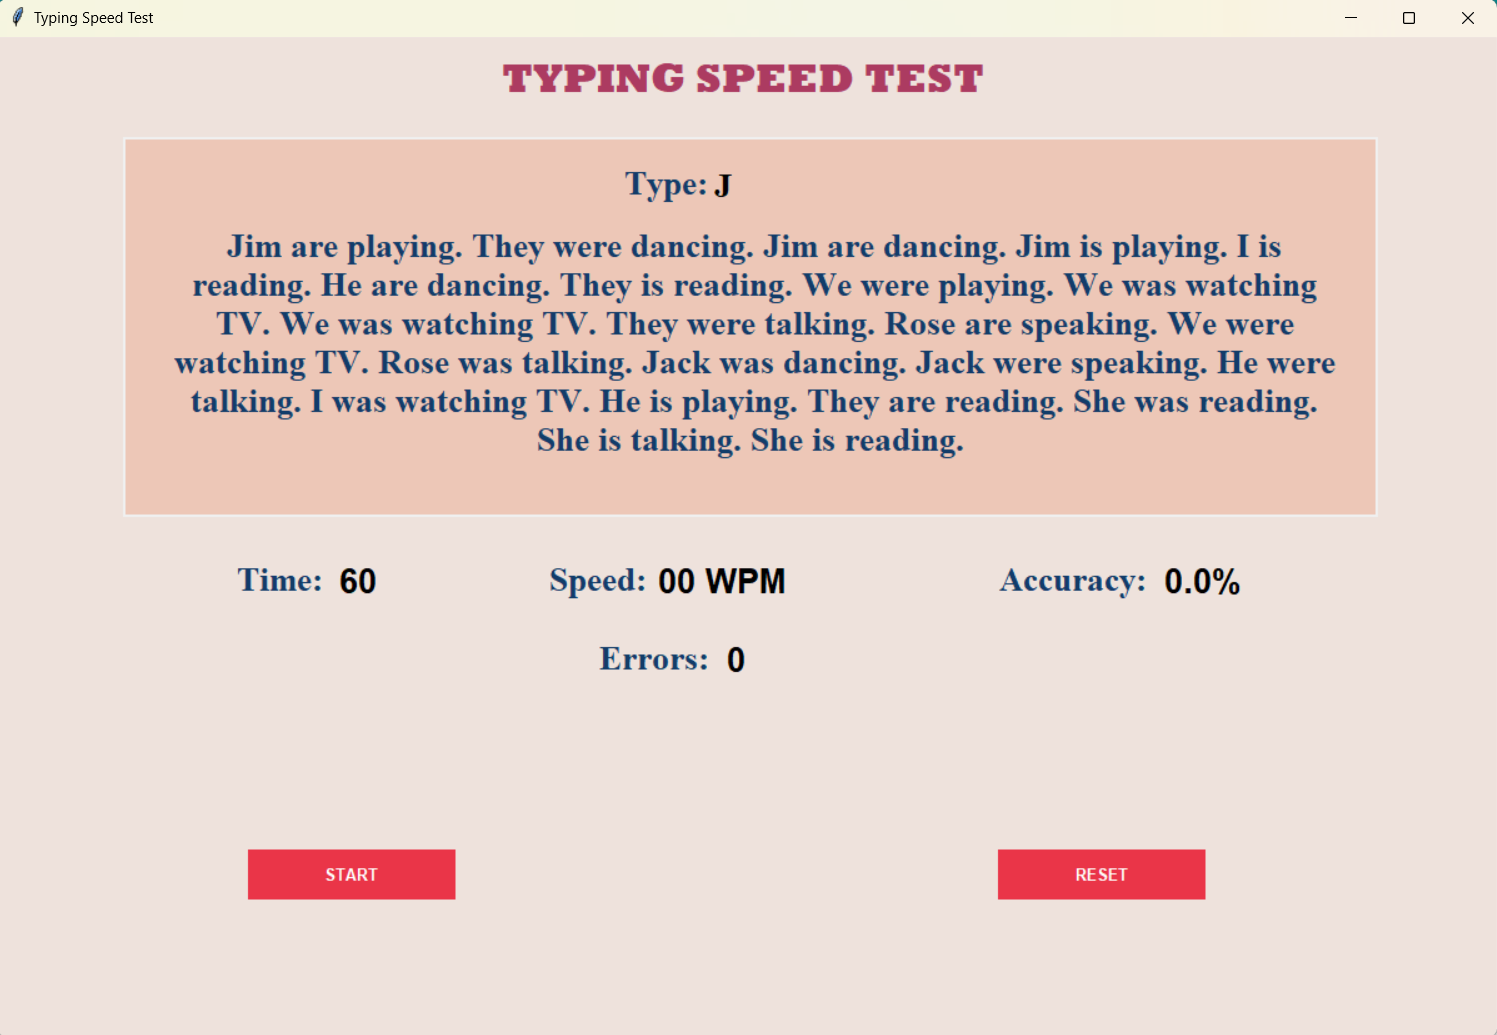 Typing Speed Test
TYPING SPEED TEST
Type: J
Jim are playing. They were dancing. Jim are dancing. Jim is playing. I is
reading. He are dancing. They is reading. We were playing. We was watching
TV. We was watching TV. They were talking. Rose are speaking. We were
watching TV. Rose was talking. Jack was dancing. Jack were speaking. He were
talking. I was watching TV. He is playing. They are reading. She was reading.
She is talking. She is reading.
Time: 60 Speed: 00 WPM Accuracy: 0.0%
Errors: 0
START RESET